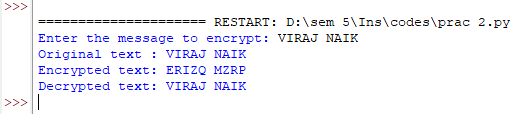 >>>
===================== RESTART: D:\sem 5\Ins\codes\prac 2.py
Enter the message to encrypt: VIRAJ NAIK
Original text : VIRAJ NAIK
Encrypted text: ERIZQ MZRP
Decrypted text: VIRAJ NAIK
>>>